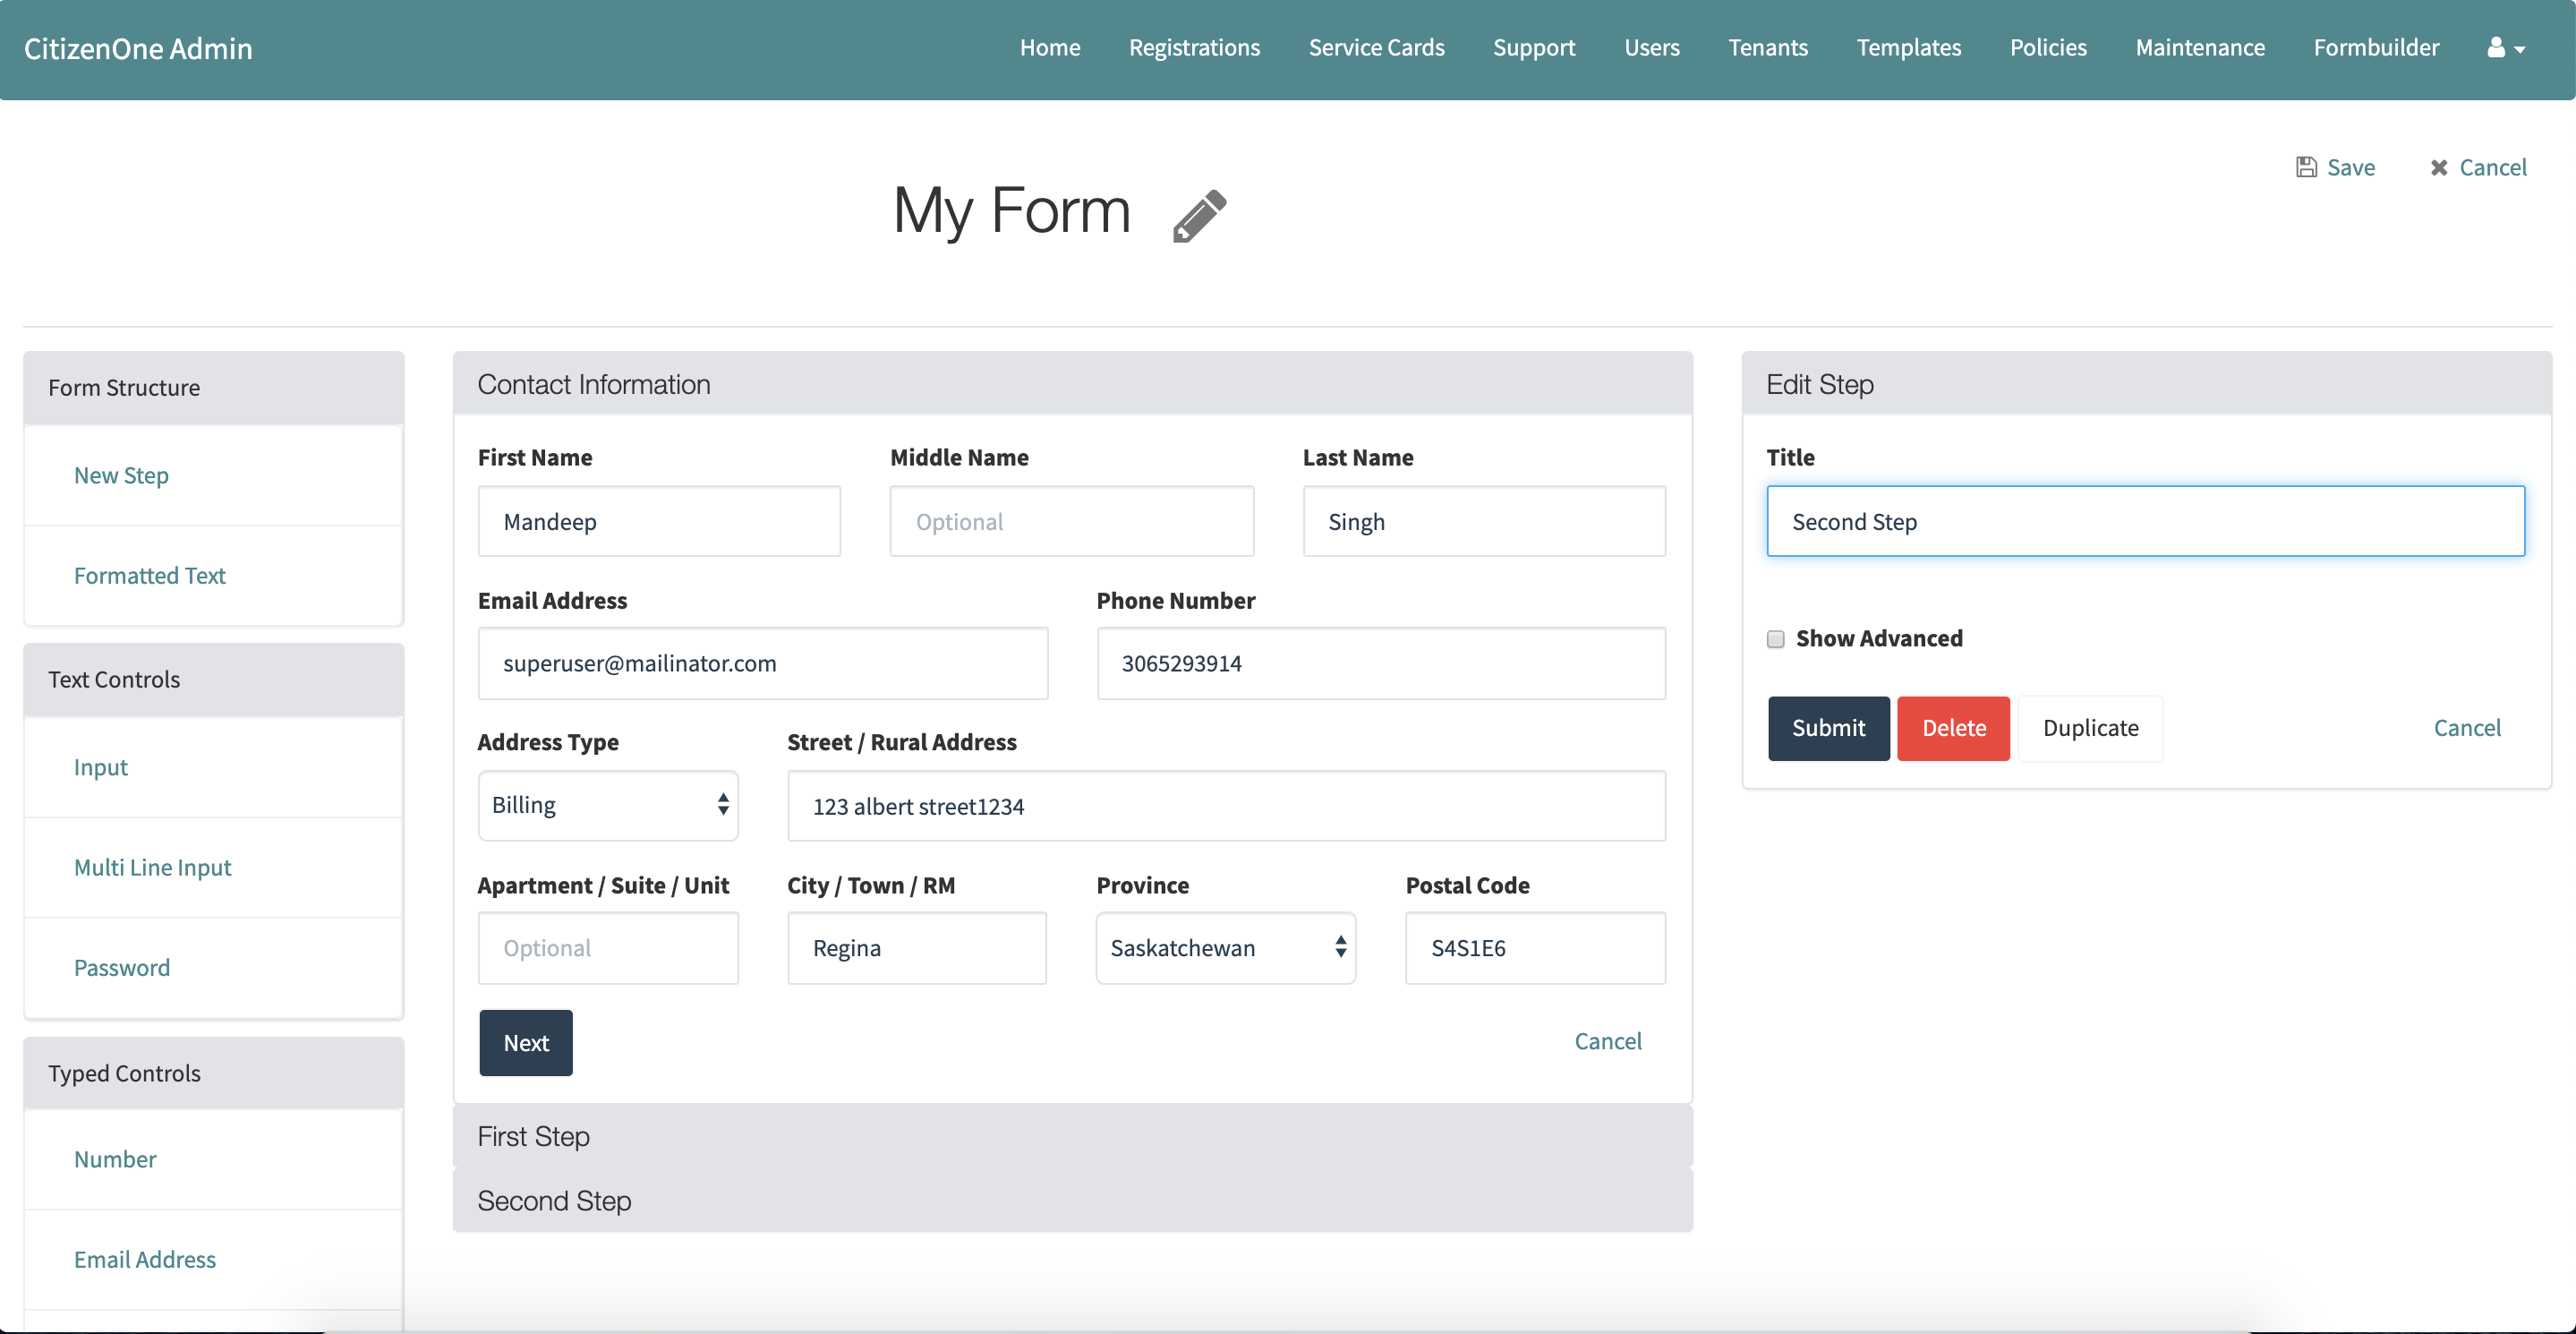 CitizenOne Admin Home Registrations Service Cards Support Users Tenants Templates Policies Maintenance Formbuilder
Save Cancel
My Form
Form Structure
New Step
Formatted Text
Text Controls
Input
Multi Line Input
Password
Typed Controls
Number
Email Address
Contact Information
First Name Middle Name Last Name
Mandeep Optional Singh
Email Address Phone Number
superuser@mailinator.com 3065293914
Address Type Street / Rural Address
Billing 123 albert street1234
Apartment / Suite / Unit City / Town / RM Province Postal Code
Optional Regina Saskatchewan S4S1E6
Next Cancel
First Step
Second Step
Edit Step
Title
Second Step
Show Advanced
Submit Delete Duplicate Cancel